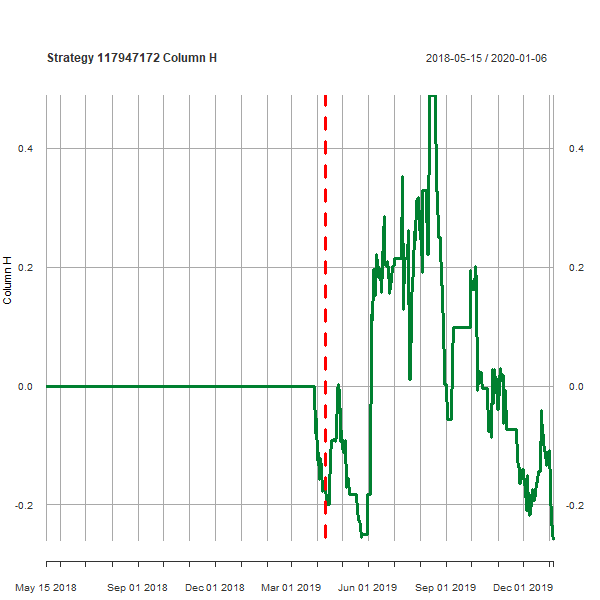 Strategy 117947172 Column H
2018-05-15 / 2020-01-06
Column H
0.4
0.4
0.2
0.2
0.0
0.0
-0.2
-0.2
May 15 2018
Sep 01 2018
Dec 01 2018
Mar 01 2019
Jun 01 2019
Sep 01 2019
Dec 01 2019